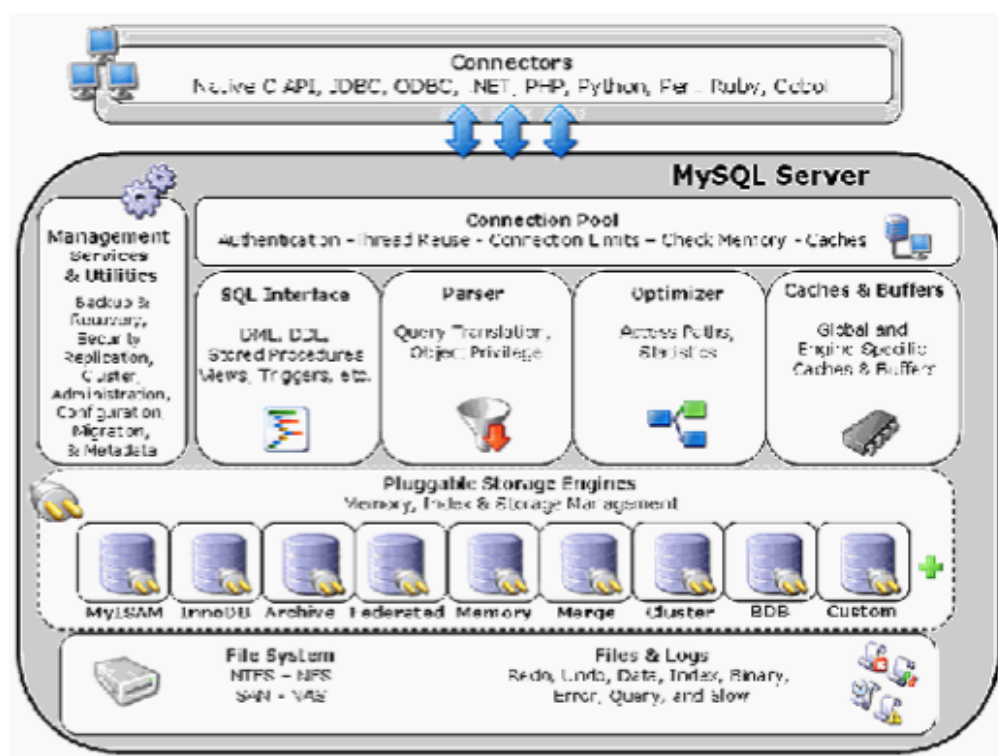 Connectors
Native C API, JDBC, ODBC, .NET, PHP, Python, Perl, Ruby, Cobol
MySQL Server
Management
Services
& Utilities
Backup &
Recovery,
Security
Replication,
Cluster,
Administration,
Configuration,
Migration,
& Metadata
Connection Pool
Authentication - Thread Reuse - Connection Limits – Check Memory - Caches
SQL Interface
DML, DDL,
Stored Procedures
Views, Triggers, etc.
Parser
Query Translation,
Object Privilege
Optimizer
Access Paths,
Statistics
Caches & Buffers
Global and
Engine Specific
Caches & Buffers
Pluggable Storage Engines
Memory, Index & Storage Management
MyISAM
InnoDB
Archive
Federated
Memory
Merge
Cluster
BDB
Custom
File System
NTFS – NFS
SAN – NAS
Files & Logs
Redo, Undo, Data, Index, Binary,
Error, Query, and Slow